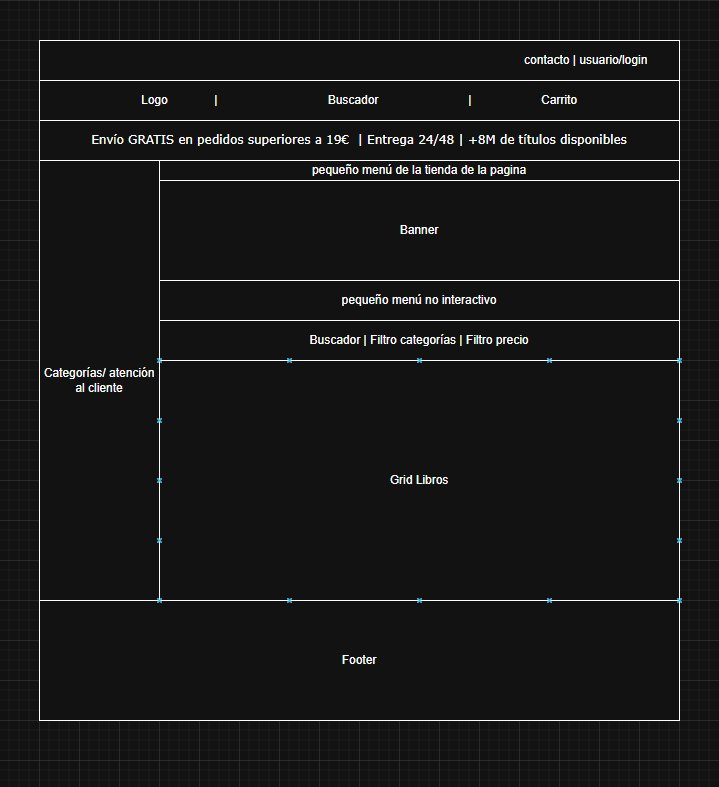 contacto | usuario/login
Logo | Buscador | Carrito
Envío GRATIS en pedidos superiores a 19€ | Entrega 24/48 | +8M de títulos disponibles
pequeño menú de la tienda de la pagina
Banner
pequeño menú no interactivo
Buscador | Filtro categorías | Filtro precio
Categorías/ atención
al cliente
Grid Libros
Footer